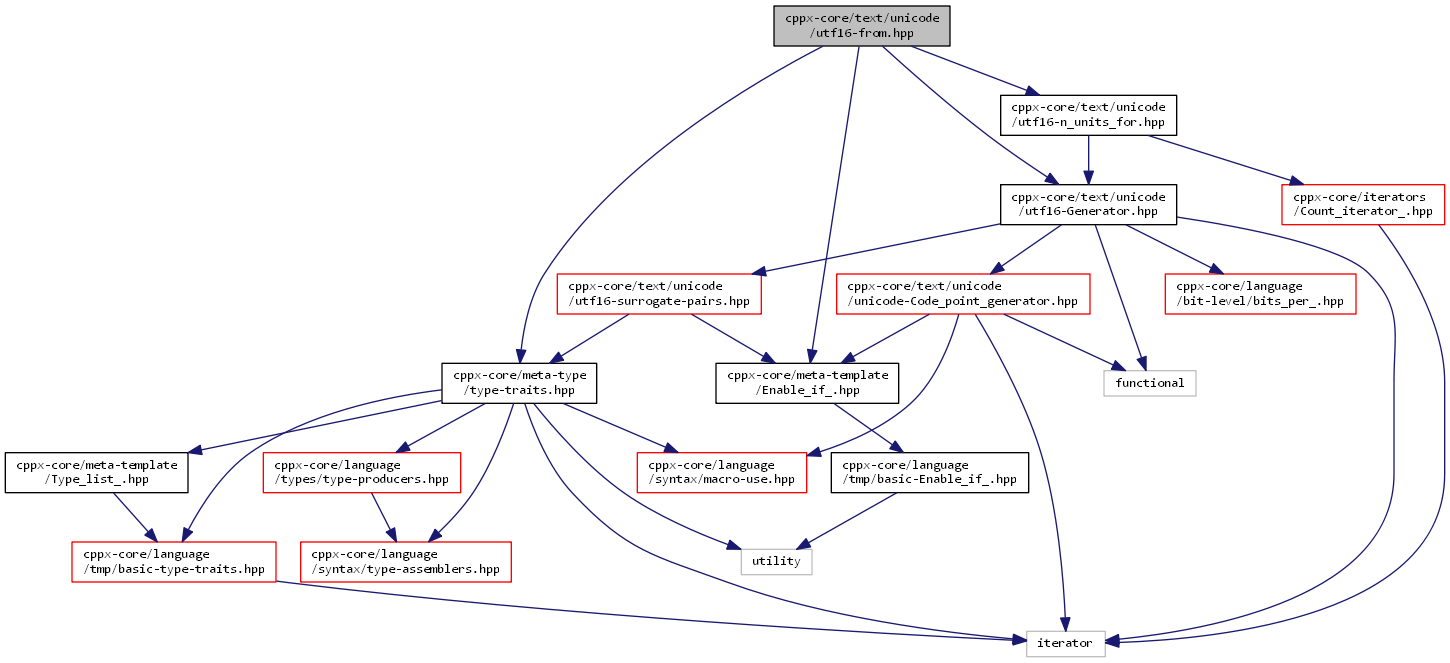 cppx-core/text/unicode
/utf16-from.hpp
cppx-core/text/unicode
/utf16-n_units_for.hpp
cppx-core/text/unicode
/utf16-Generator.hpp
cppx-core/iterators
/Count_iterator_.hpp
cppx-core/text/unicode
/utf16-surrogate-pairs.hpp
cppx-core/text/unicode
/unicode-Code_point_generator.hpp
cppx-core/language
/bit-level/bits_per_.hpp
cppx-core/meta-type
/type-traits.hpp
cppx-core/meta-template
/Enable_if_.hpp
functional
cppx-core/meta-template
/Type_list_.hpp
cppx-core/language
/types/type-producers.hpp
cppx-core/language
/syntax/macro-use.hpp
cppx-core/language
/tmp/basic-Enable_if_.hpp
cppx-core/language
/tmp/basic-type-traits.hpp
cppx-core/language
/syntax/type-assemblers.hpp
utility
iterator